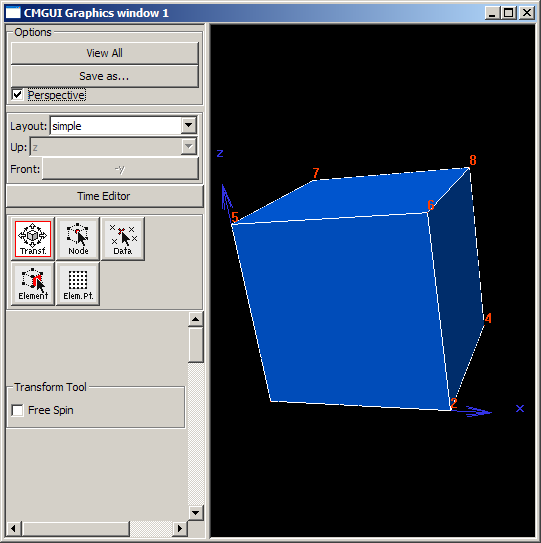 CMGUI Graphics window 1
Options
View All
Save as...
Perspective
Layout: simple
Up: z
Front: -y
Time Editor
Transf. Node Data
Element Elem.Pt.
Transform Tool
Free Spin
z
7
8
5
6
4
2
x